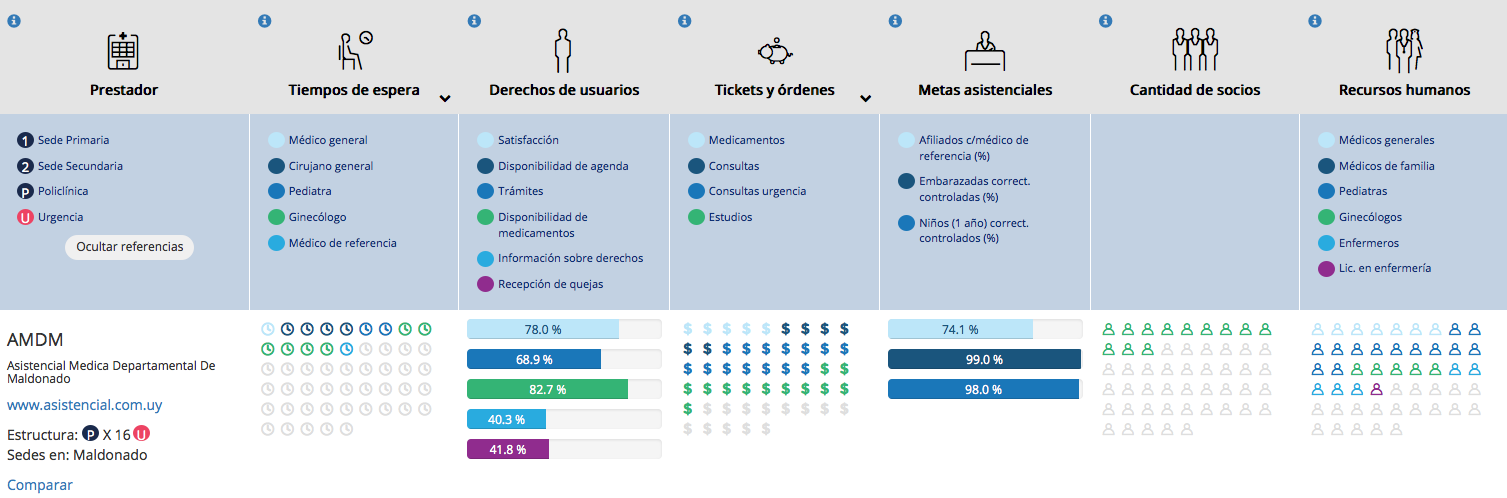 Prestador
Tiempos de espera
Derechos de usuarios
Tickets y órdenes
Metas asistenciales
Cantidad de socios
Recursos humanos
1 Sede Primaria
2 Sede Secundaria
P Policlínica
U Urgencia
Ocultar referencias
Médico general
Cirujano general
Pediatra
Ginecólogo
Médico de referencia
Satisfacción
Disponibilidad de agenda
Trámites
Disponibilidad de
medicamentos
Información sobre derechos
Recepción de quejas
Medicamentos
Consultas
Consultas urgencia
Estudios
Afiliados c/médico de
referencia (%)
Embarazadas correct.
controladas (%)
Niños (1 año) correct.
controlados (%)
Médicos generales
Médicos de familia
Pediatras
Ginecólogos
Enfermeros
Lic. en enfermería
AMDM
Asistencial Medica Departamental De
Maldonado
www.asistencial.com.uy
Estructura: P X 16 U
Sedes en: Maldonado
Comparar
78.0 %
68.9 %
82.7 %
40.3 %
41.8 %
$ $ $ $ $ $ $ $ $
$ $ $ $ $ $ $ $ $
$ $ $ $ $ $ $ $ $
$ $ $ $ $ $ $ $ $
$ $ $ $ $ $ $ $ $
$ $ $ $ $
74.1 %
99.0 %
98.0 %